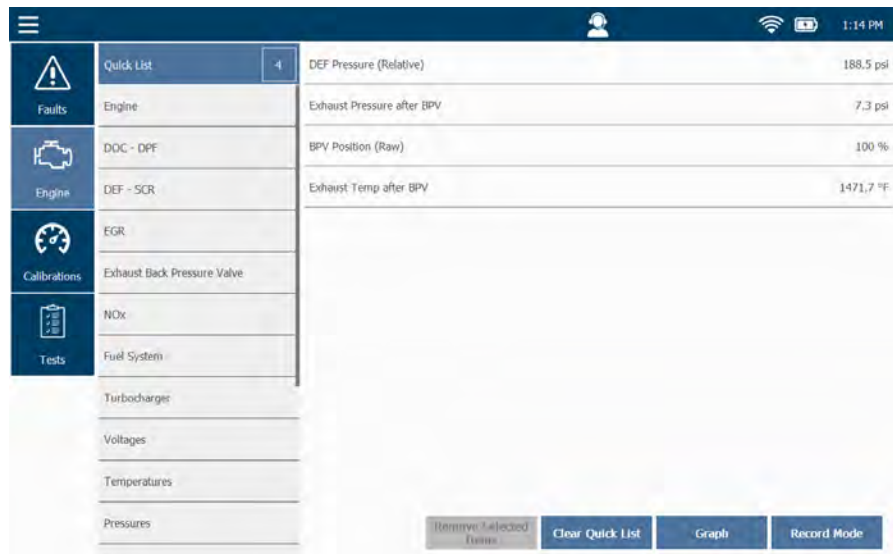 1:14 PM
Faults
Engine
Calibrations
Tests
Quick List 4
Engine
DOC - DPF
DEF - SCR
EGR
Exhaust Back Pressure Valve
NOx
Fuel System
Turbocharger
Voltages
Temperatures
Pressures
DEF Pressure (Relative) 188.5 psi
Exhaust Pressure after BPV 7.3 psi
BPV Position (Raw) 100 %
Exhaust Temp after BPV 1471.7 °F
Remove Selected
Items
Clear Quick List
Graph
Record Mode